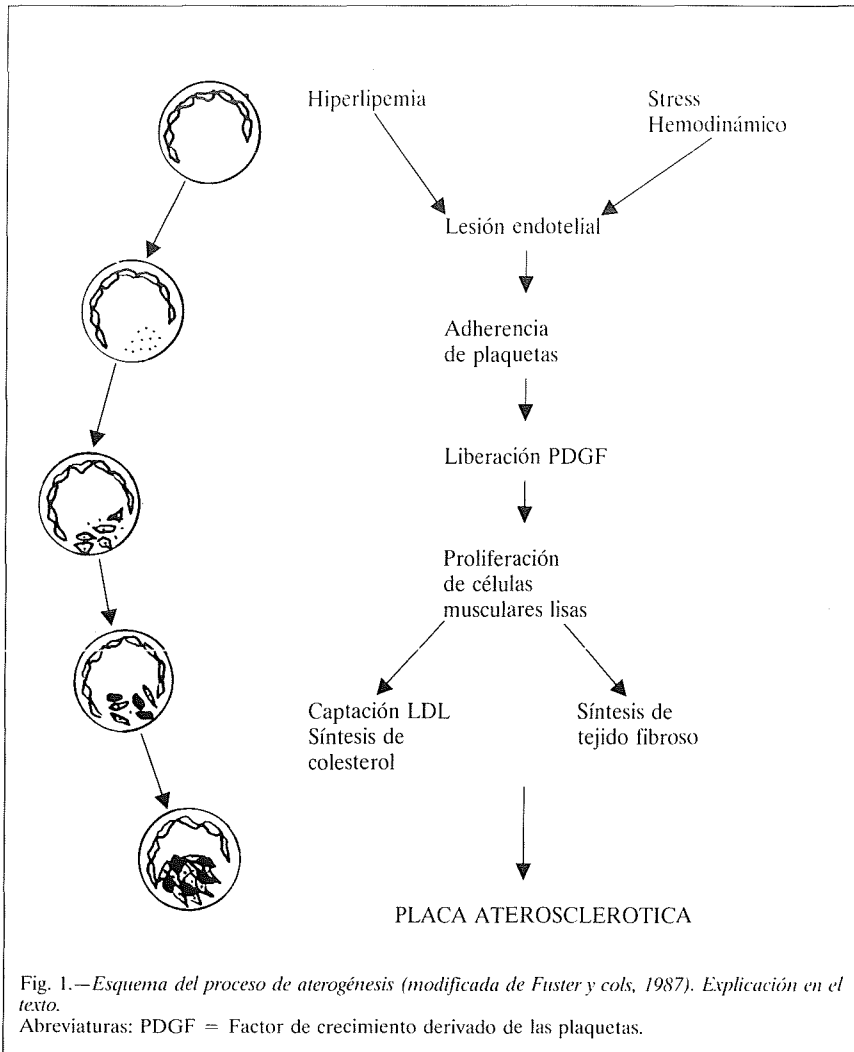 Hiperlipemia
Stress
Hemodinámico
Lesión endotelial
Adherencia
de plaquetas
Liberación PDGF
Proliferación
de células
musculares lisas
Captación LDL
Síntesis de
colesterol
Síntesis de
tejido fibroso
PLACA ATEROSCLEROTICA
Fig. 1.—Esquema del proceso de aterogénesis (modificada de Fuster y cols, 1987). Explicación en el
texto.
Abreviaturas: PDGF = Factor de crecimiento derivado de las plaquetas.